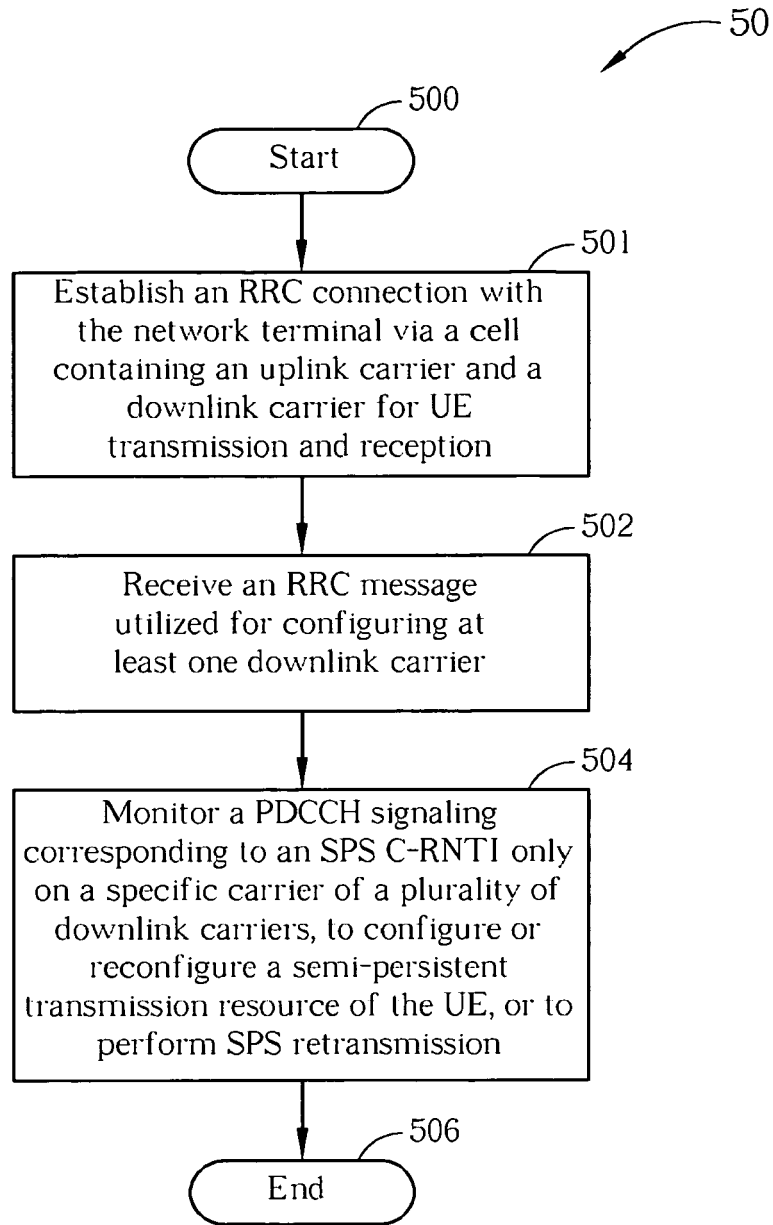 50
500
Start
501
Establish an RRC connection with
the network terminal via a cell
containing an uplink carrier and a
downlink carrier for UE
transmission and reception
502
Receive an RRC message
utilized for configuring at
least one downlink carrier
504
Monitor a PDCCH signaling
corresponding to an SPS C-RNTI only
on a specific carrier of a plurality of
downlink carriers, to configure or
reconfigure a semi-persistent
transmission resource of the UE, or to
perform SPS retransmission
506
End